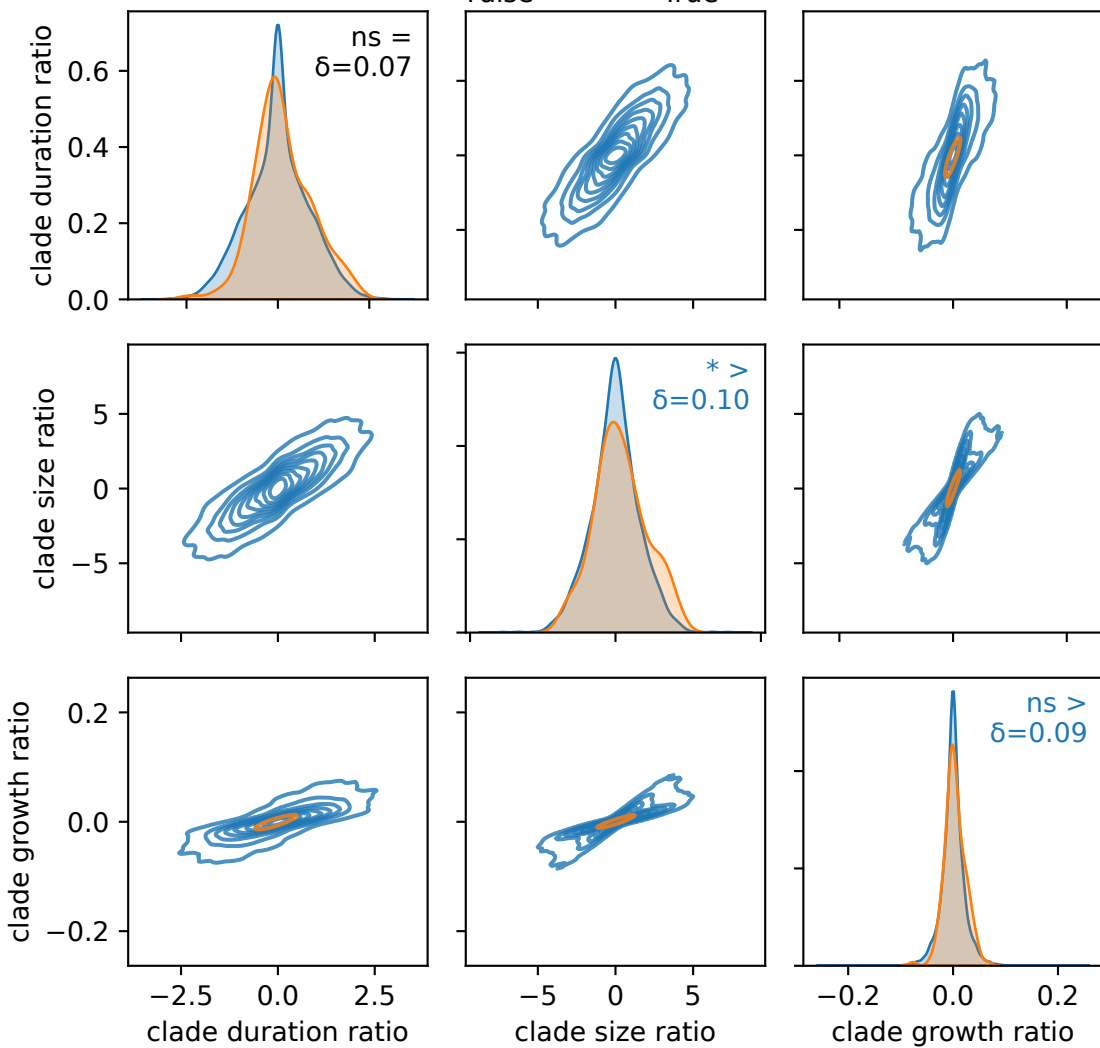 clade duration ratio
0.6
0.4
0.2
0.0
ns =
δ=0.07
clade size ratio
5
0
−5
* >
δ=0.10
clade growth ratio
0.2
0.0
−0.2
ns >
δ=0.09
−2.5 0.0 2.5
−5 0 5
−0.2 0.0 0.2
clade duration ratio
clade size ratio
clade growth ratio